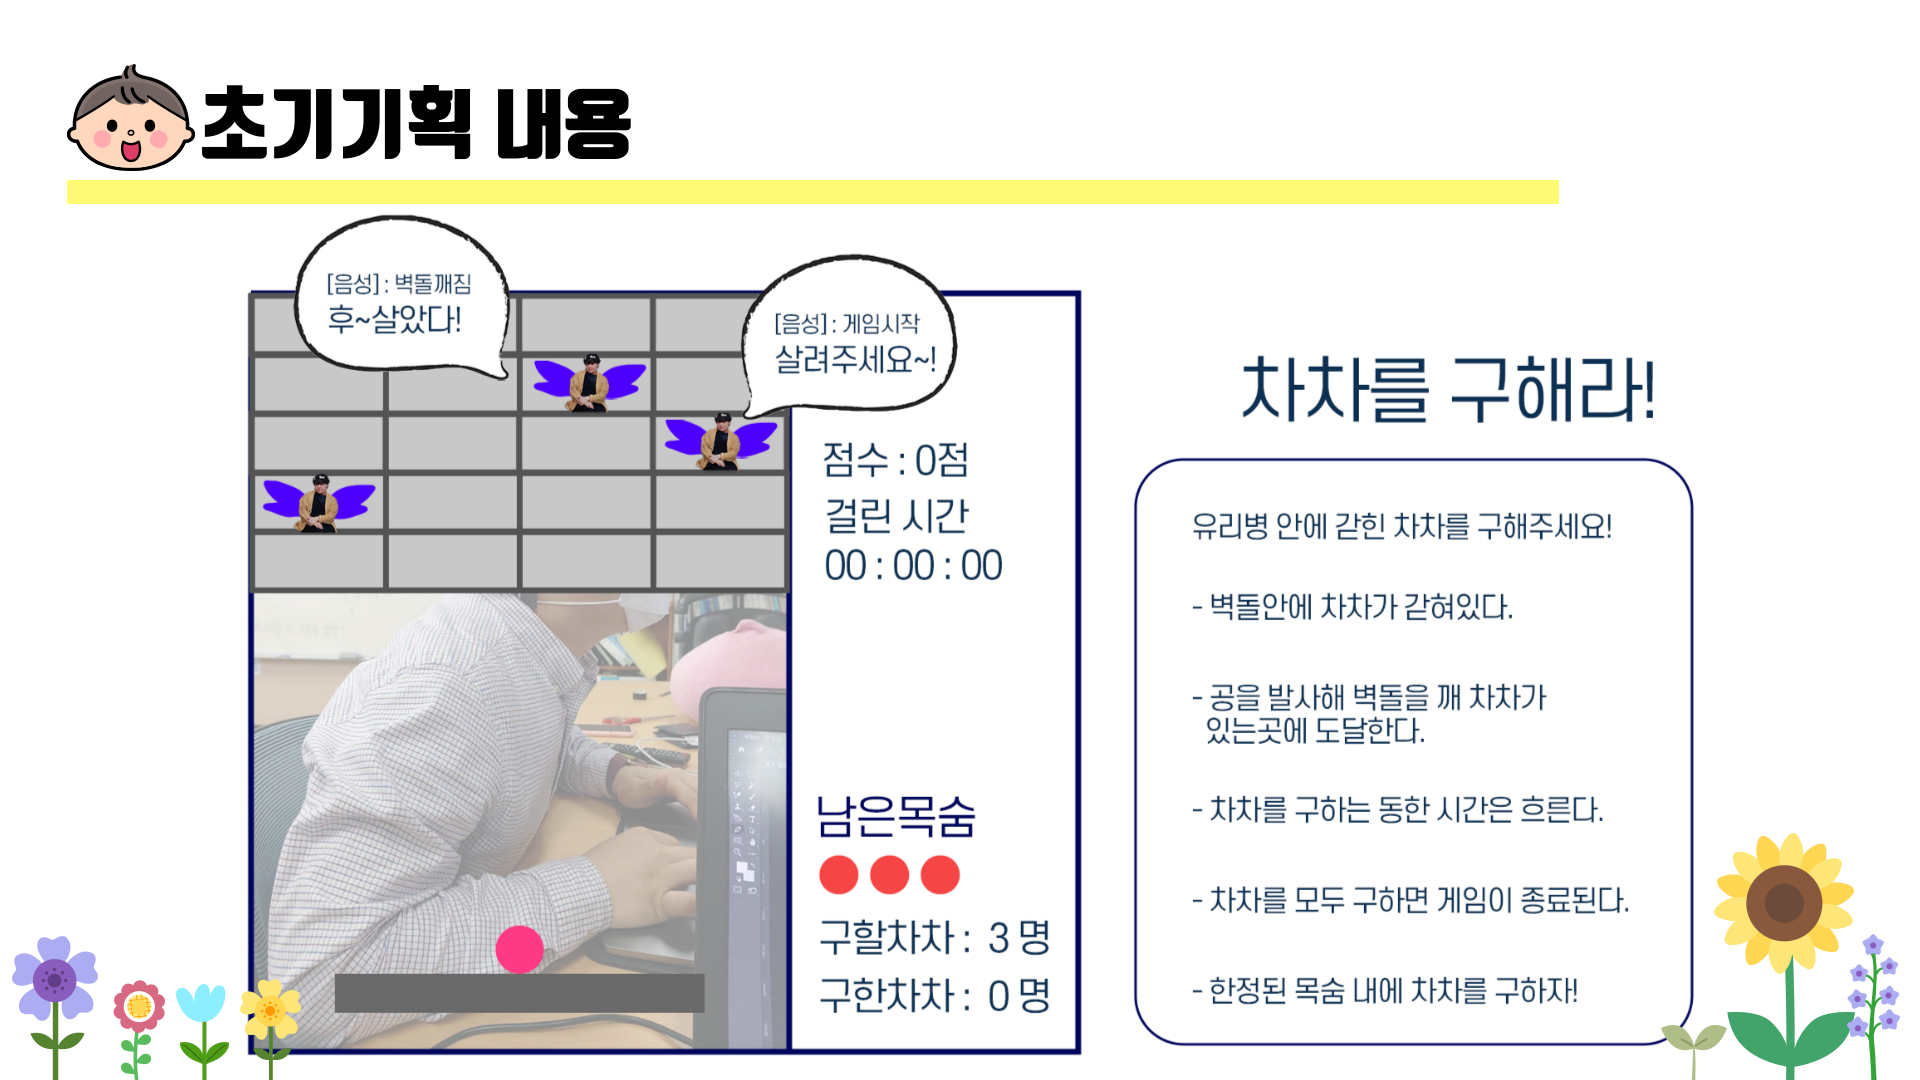 초기기획 내용
[음성] : 벽돌깨짐
후~살았다!
[음성] : 게임시작
살려주세요~!
점수 : 0점
걸린 시간
00 : 00 : 00
남은목숨
구할차차 : 3 명
구한차차 : 0 명
차차를 구해라!
유리병 안에 갇힌 차차를 구해주세요!
- 벽돌안에 차차가 갇혀있다.
- 공을 발사해 벽돌을 깨 차차가
있는곳에 도달한다.
- 차차를 구하는 동한 시간은 흐른다.
- 차차를 모두 구하면 게임이 종료된다.
- 한정된 목숨 내에 차차를 구하자!